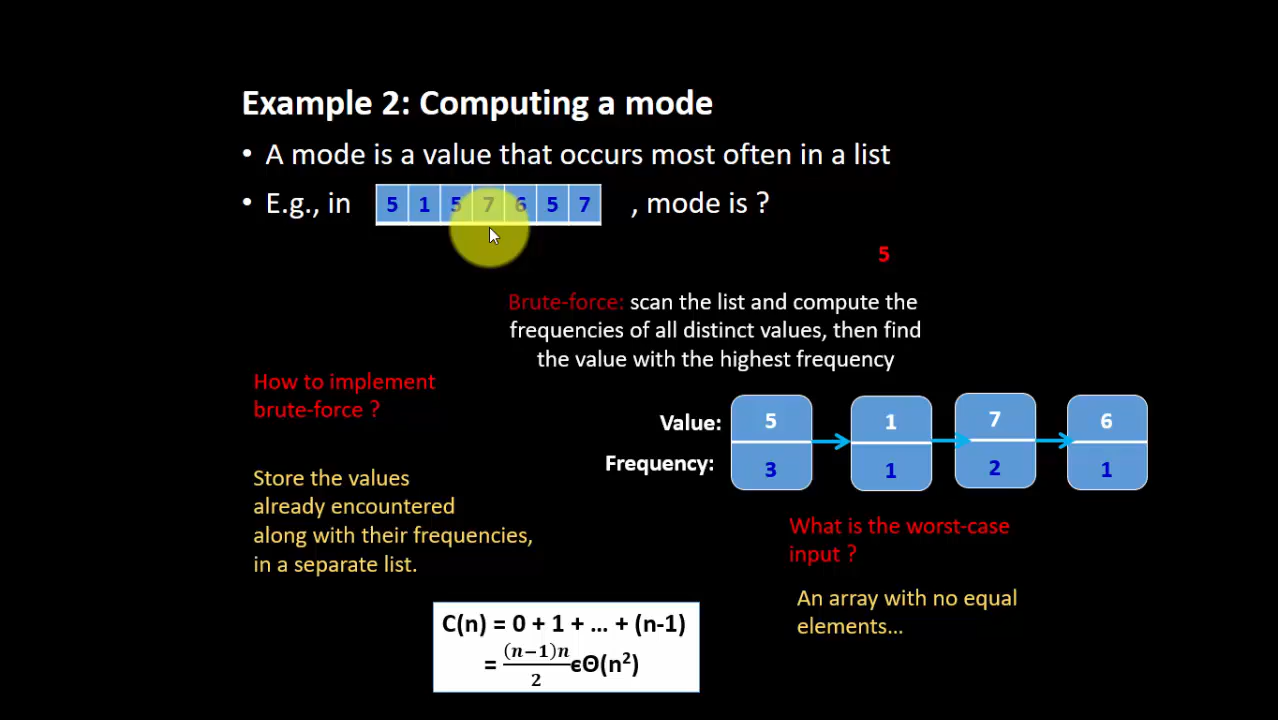 Example 2: Computing a mode
• A mode is a value that occurs most often in a list
• E.g., in 5 1 5 7 6 5 7 , mode is ?
5
Brute-force: scan the list and compute the
frequencies of all distinct values, then find
the value with the highest frequency
How to implement
brute-force ?
Value: 5 1 7 6
Frequency: 3 1 2 1
Store the values
already encountered
along with their frequencies,
in a separate list.
What is the worst-case
input ?
An array with no equal
elements…
C(n) = 0 + 1 + … + (n-1)
= (n−1)n/2 ϵΘ(n²)